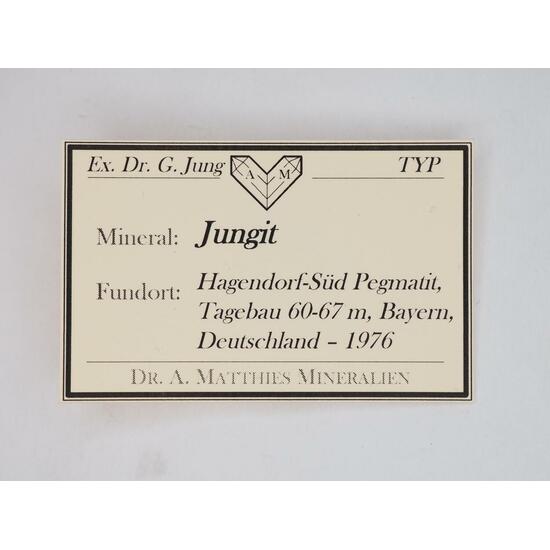 Ex. Dr. G. Jung A M TYP
Mineral: Jungit
Fundort: Hagendorf-Süd Pegmatit,
Tagebau 60-67 m, Bayern,
Deutschland – 1976
DR. A. MATTHIES MINERALIEN